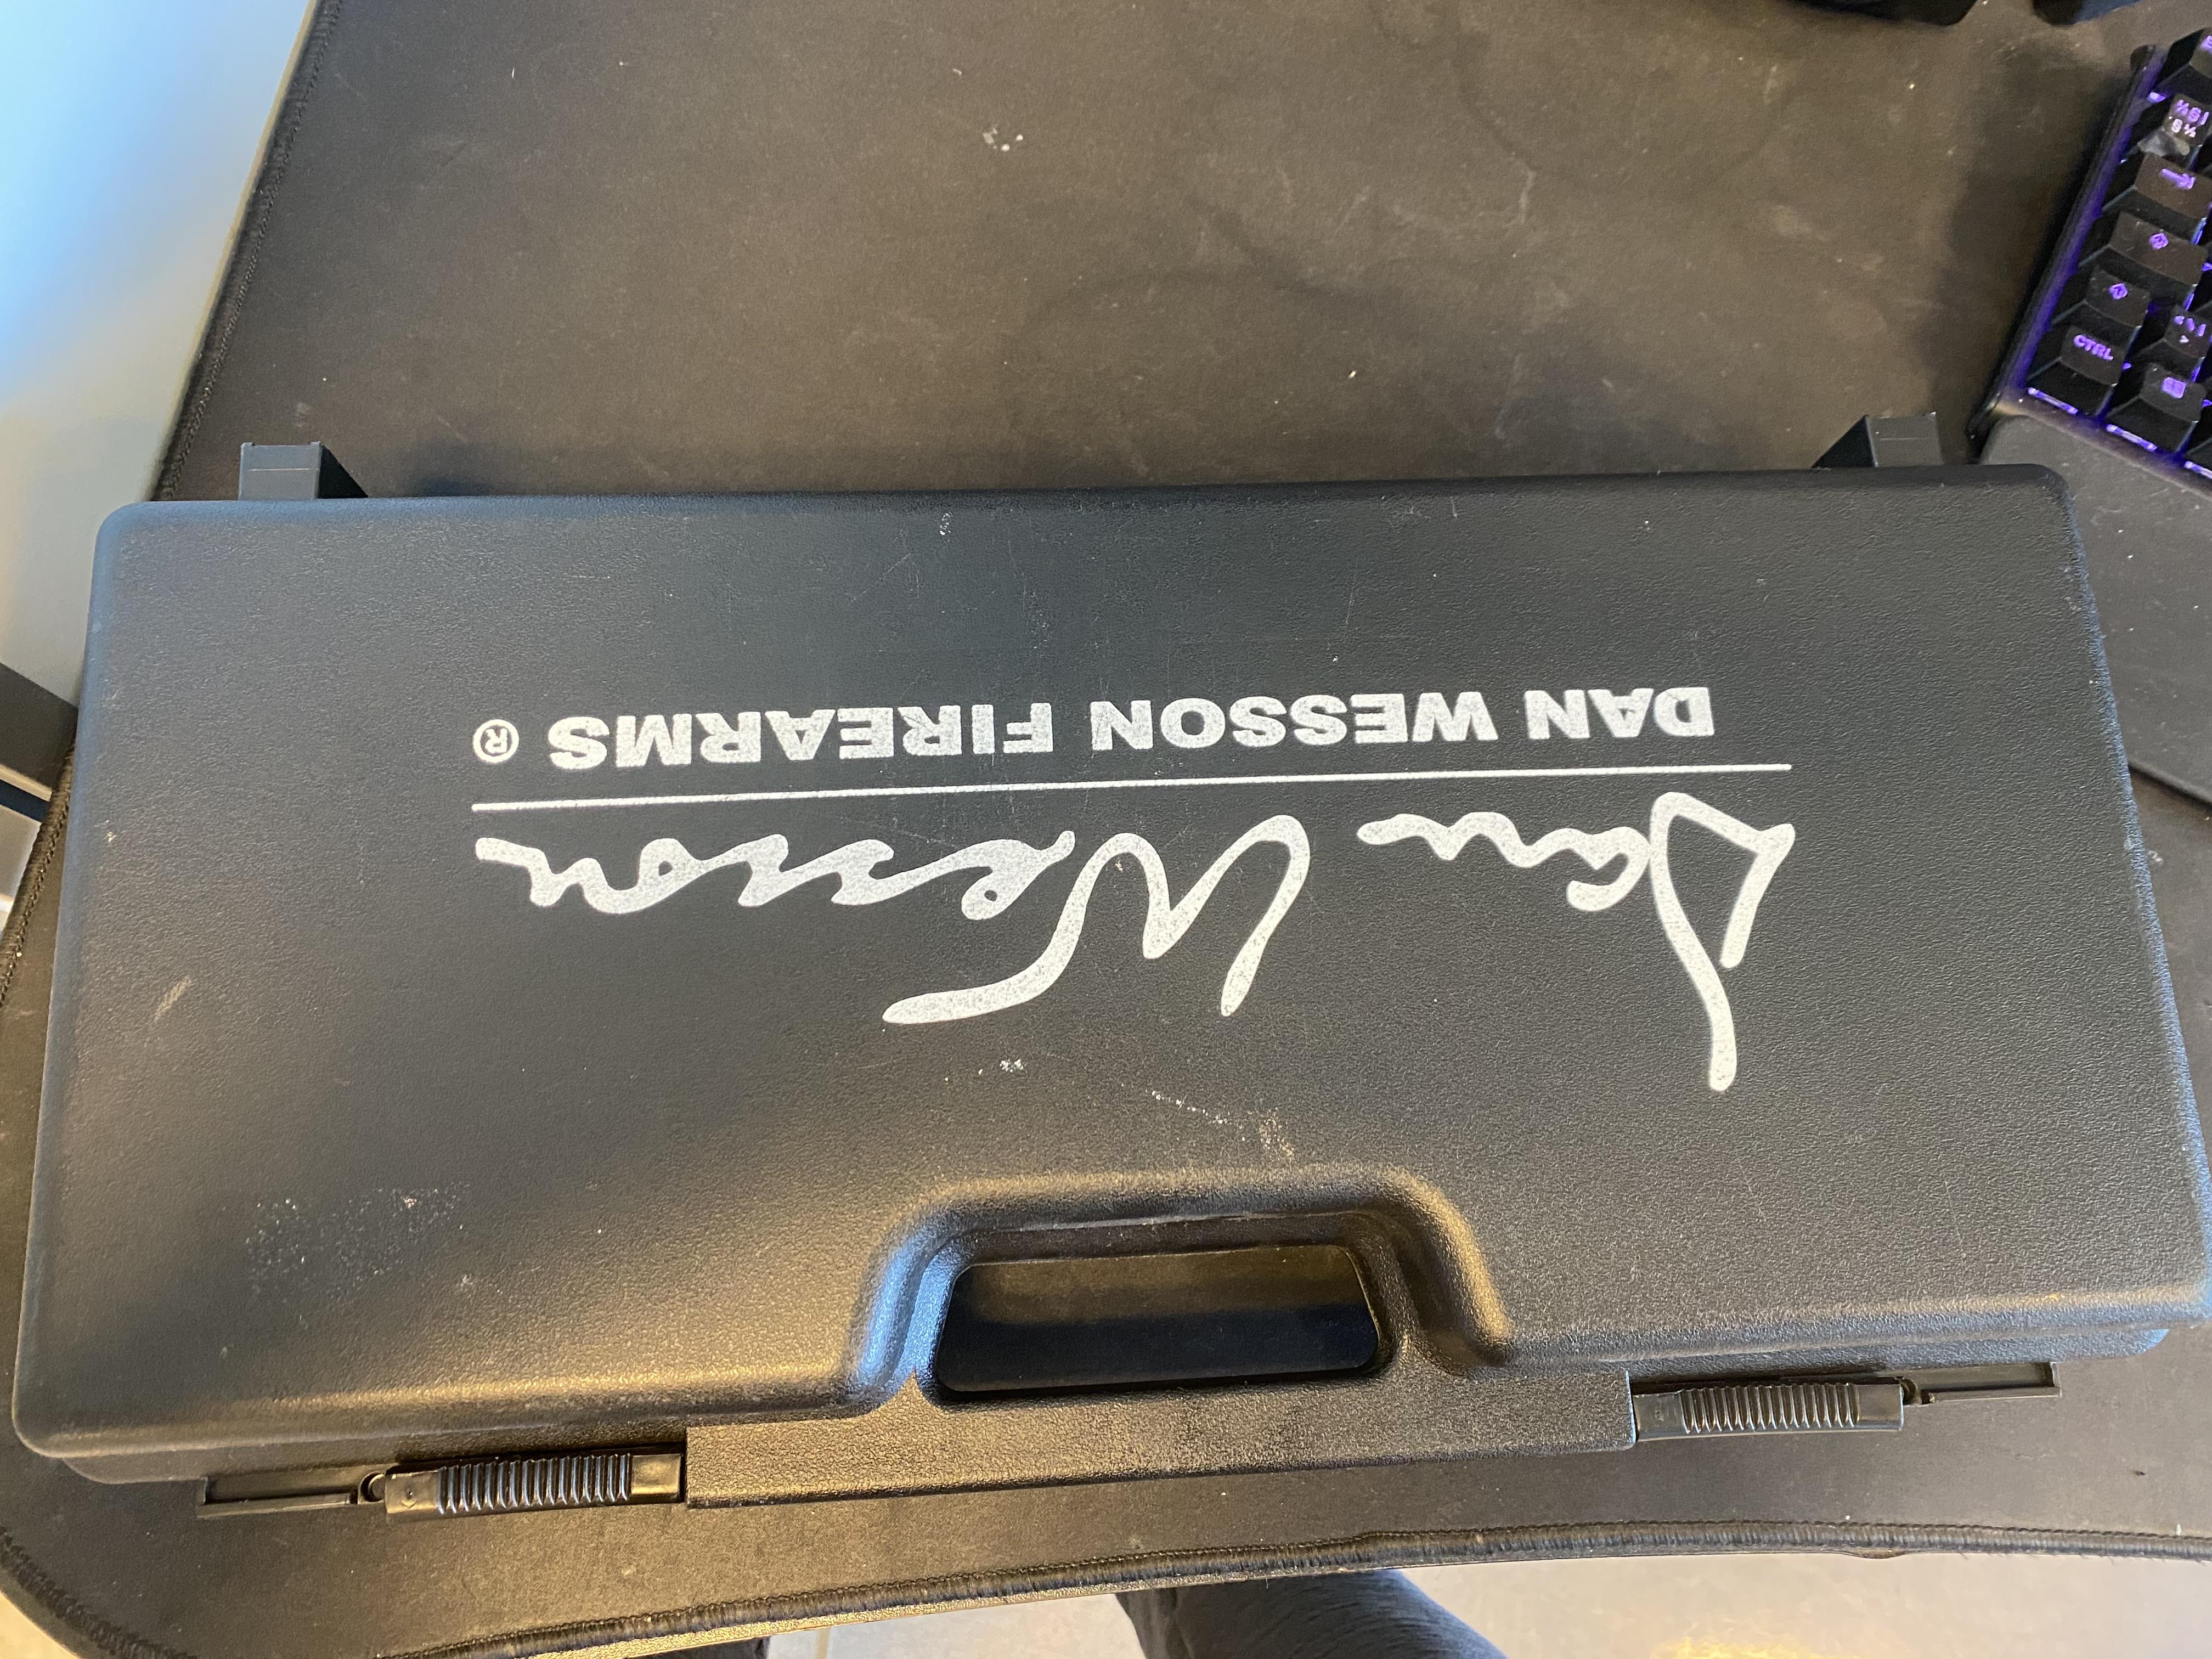 Dan Wesson
DAN WESSON FIREARMS ®
CTRL